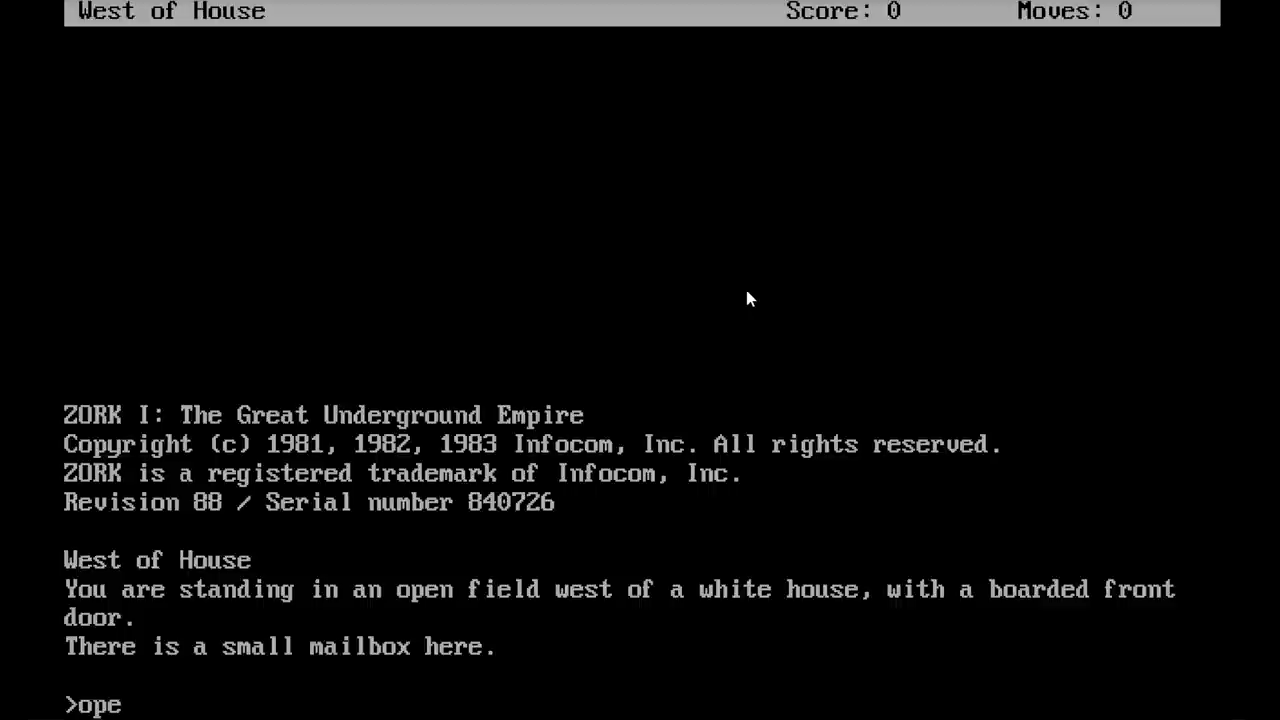 West of House Score: 0 Moves: 0
ZORK I: The Great Underground Empire
Copyright (c) 1981, 1982, 1983 Infocom, Inc. All rights reserved.
ZORK is a registered trademark of Infocom, Inc.
Revision 88 / Serial number 840726
West of House
You are standing in an open field west of a white house, with a boarded front
door.
There is a small mailbox here.
>ope